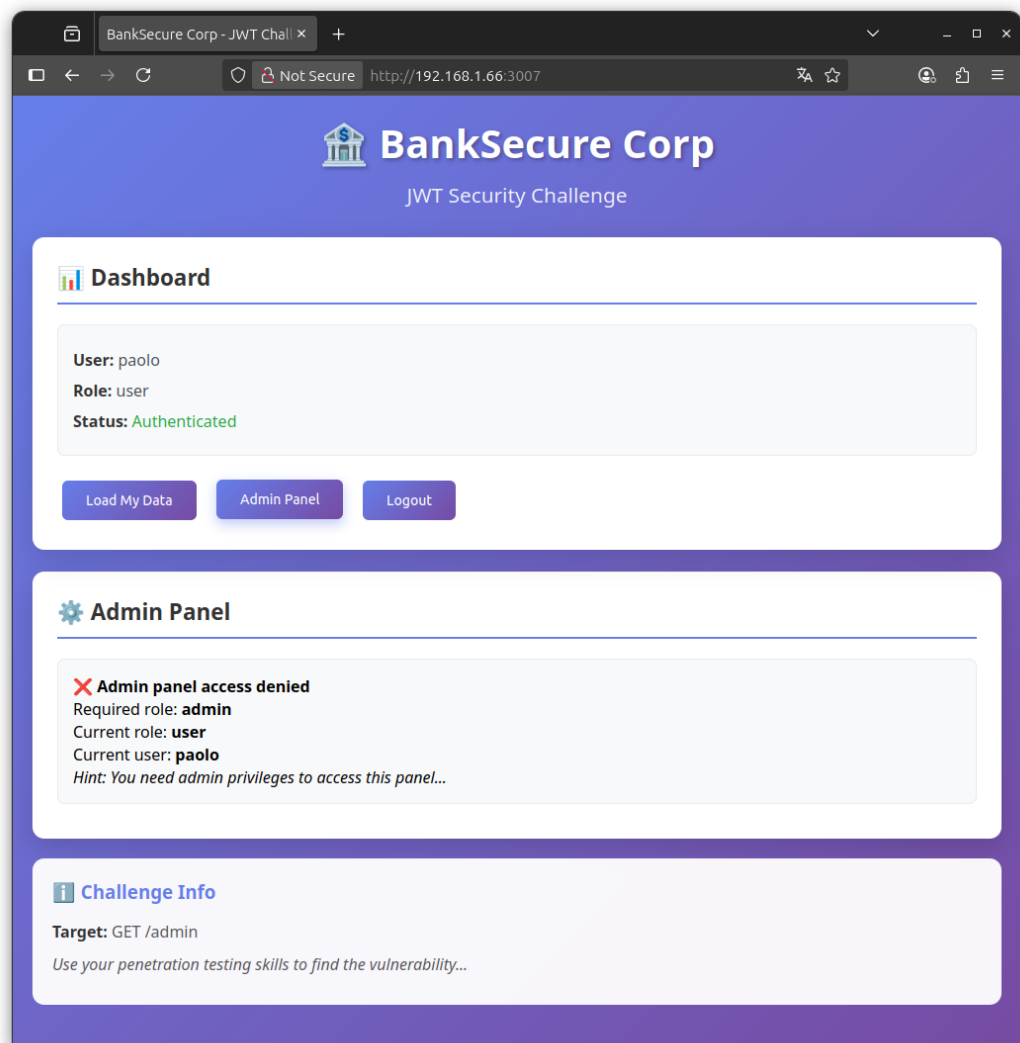 BankSecure Corp - JWT Chall
Not Secure
http://192.168.1.66:3007
BankSecure Corp
JWT Security Challenge
Dashboard
User: paolo
Role: user
Status: Authenticated
Load My Data
Admin Panel
Logout
Admin Panel
❌ Admin panel access denied
Required role: admin
Current role: user
Current user: paolo
Hint: You need admin privileges to access this panel...
Challenge Info
Target: GET /admin
Use your penetration testing skills to find the vulnerability...